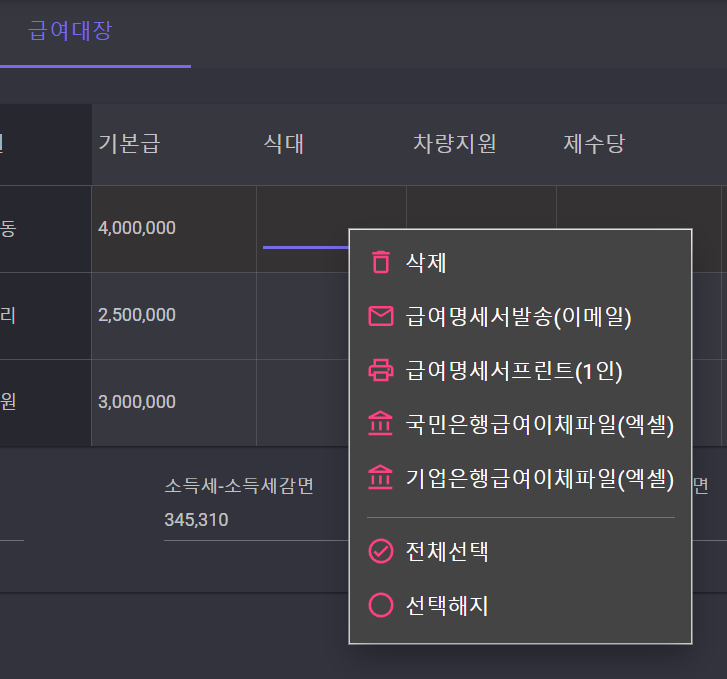 급여대장
기본급 식대 차량지원 제수당
동 4,000,000
리 2,500,000
원 3,000,000
삭제
급여명세서발송(이메일)
급여명세서프린트(1인)
국민은행급여이체파일(엑셀)
기업은행급여이체파일(엑셀)
전체선택
선택해지
소득세-소득세감면 면
345,310